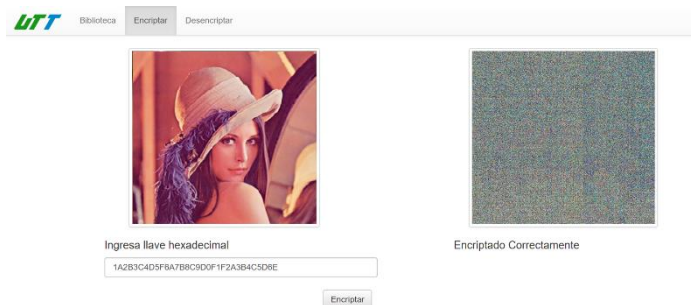 UTT Biblioteca Encriptar Desencriptar
Ingresa llave hexadecimal
Encriptado Correctamente
1A2B3C4D5F6A7B8C9D0F1F2A3B4C5D6E
Encriptar